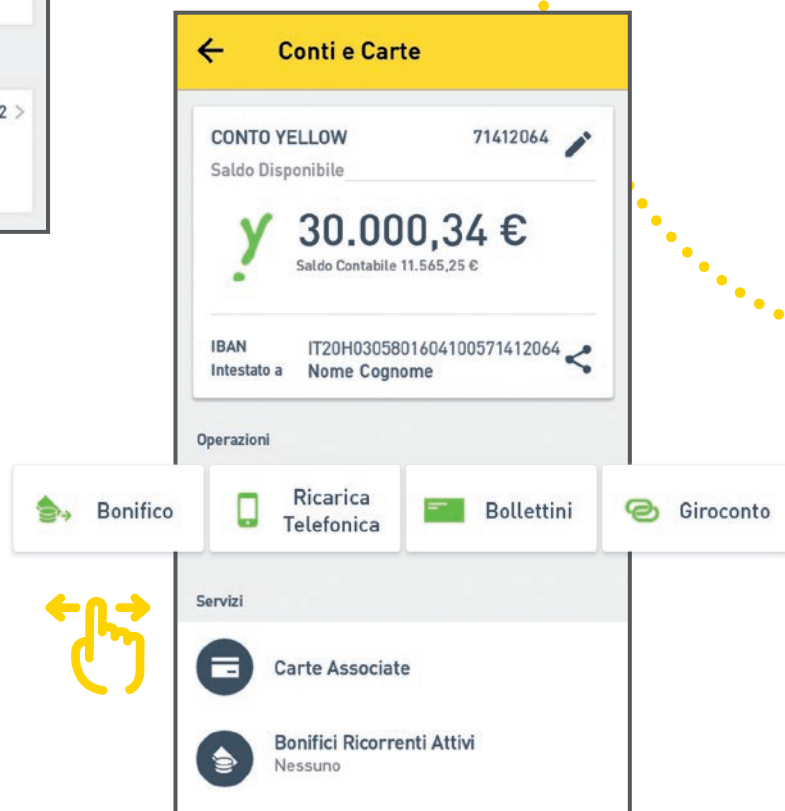 2 >
Conti e Carte
CONTO YELLOW 71412064
Saldo Disponibile
y 30.000,34 €
Saldo Contabile 11.565,25 €
IBAN IT20H0305801604100571412064
Intestato a Nome Cognome
Operazioni
Bonifico
Ricarica
Telefonica
Bollettini
Giroconto
Servizi
Carte Associate
Bonifici Ricorrenti Attivi
Nessuno